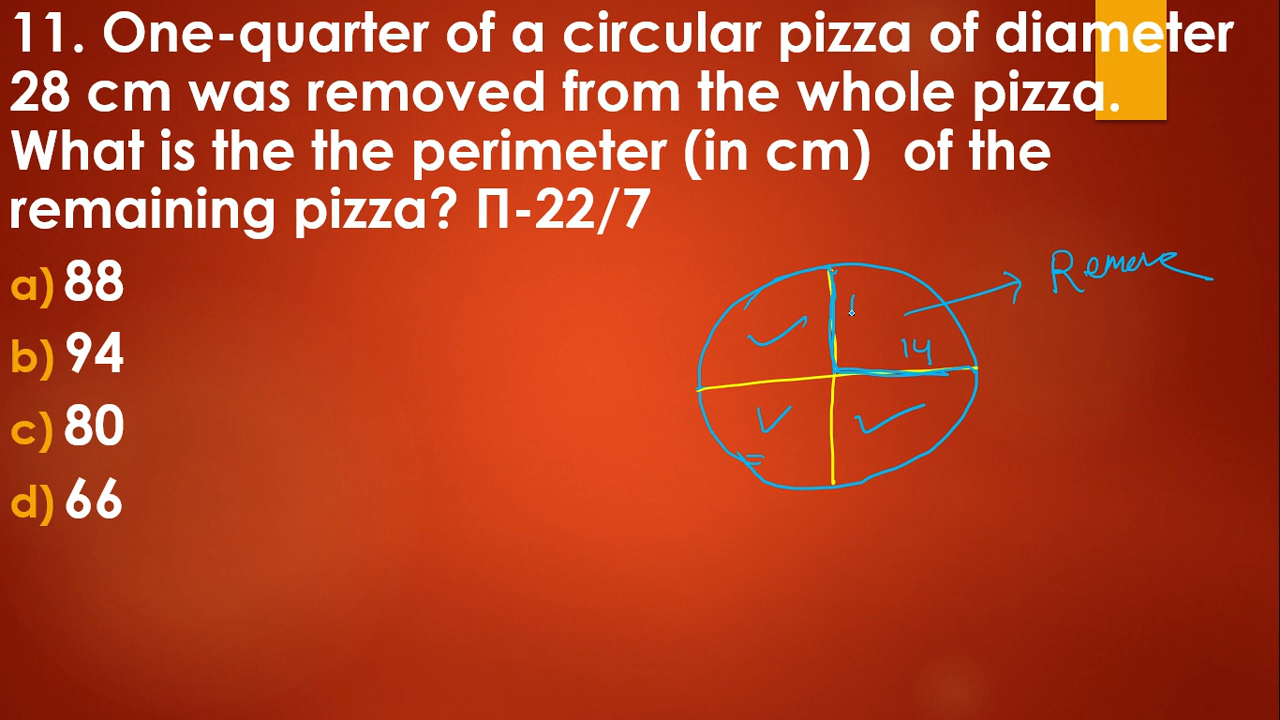 11. One-quarter of a circular pizza of diameter
28 cm was removed from the whole pizza.
What is the the perimeter (in cm) of the
remaining pizza? Π-22/7
a) 88
b) 94
c) 80
d) 66
Remove
1
14